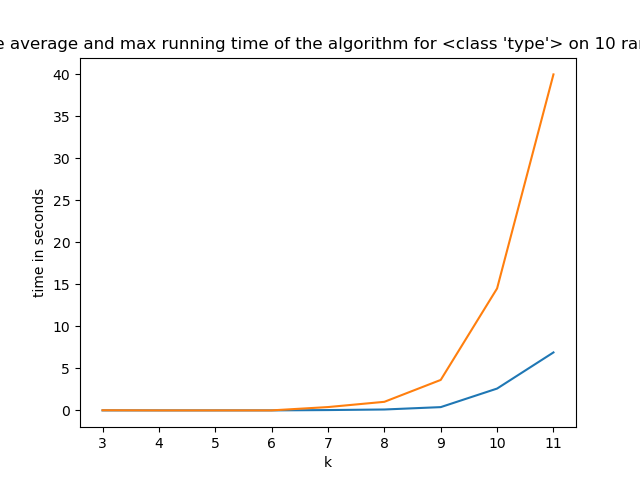 e average and max running time of the algorithm for <class 'type'> on 10 ra
40
35
30
25
20
15
10
5
0
time in seconds
3 4 5 6 7 8 9 10 11
k